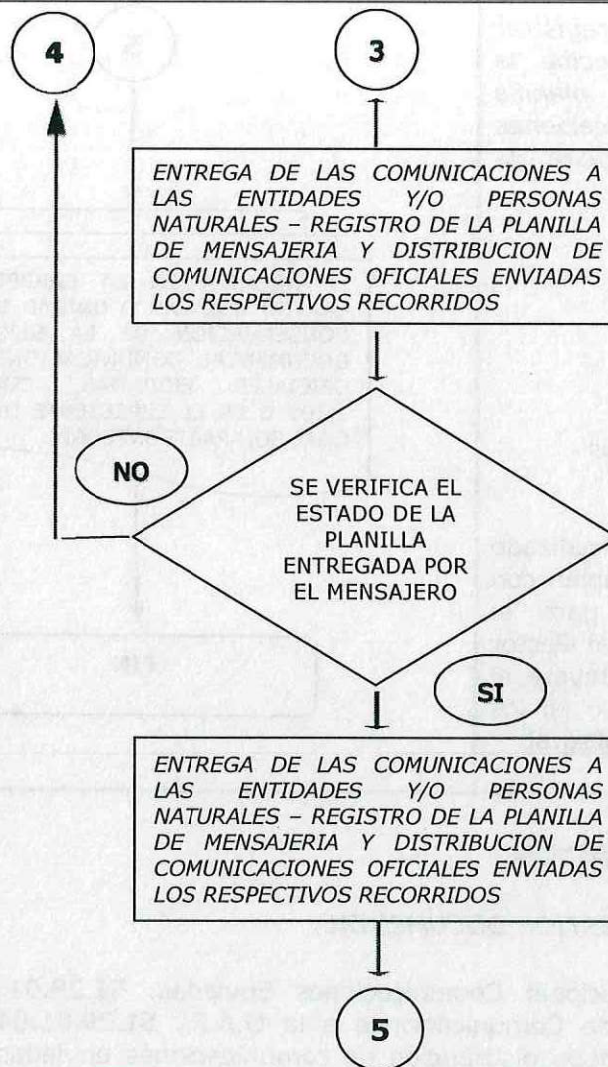 4
3
ENTREGA DE LAS COMUNICACIONES A
LAS ENTIDADES Y/O PERSONAS
NATURALES – REGISTRO DE LA PLANILLA
DE MENSAJERIA Y DISTRIBUCION DE
COMUNICACIONES OFICIALES ENVIADAS
LOS RESPECTIVOS RECORRIDOS
NO
SE VERIFICA EL
ESTADO DE LA
PLANILLA
ENTREGADA POR
EL MENSAJERO
SI
ENTREGA DE LAS COMUNICACIONES A
LAS ENTIDADES Y/O PERSONAS
NATURALES – REGISTRO DE LA PLANILLA
DE MENSAJERIA Y DISTRIBUCION DE
COMUNICACIONES OFICIALES ENVIADAS
LOS RESPECTIVOS RECORRIDOS
5